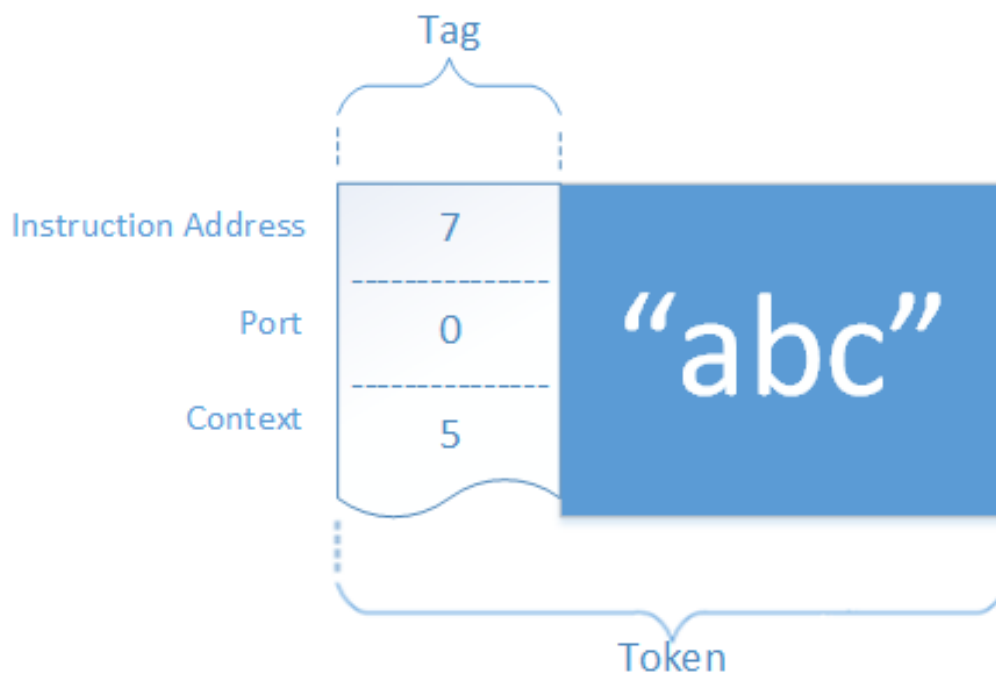 Tag
Instruction Address 7
Port 0
Context 5
“abc”
Token